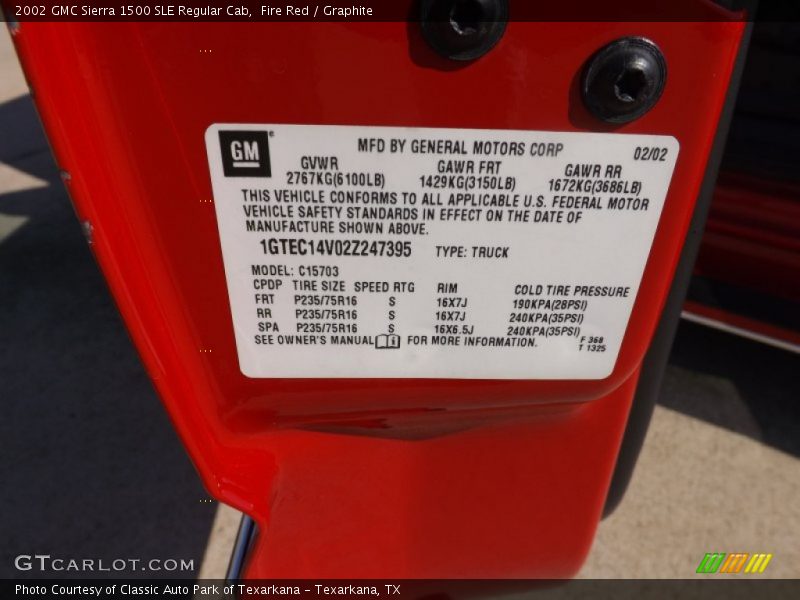 2002 GMC Sierra 1500 SLE Regular Cab, Fire Red / Graphite
GM
MFD BY GENERAL MOTORS CORP 02/02
GVWR GAWR FRT GAWR RR
2767KG(6100LB) 1429KG(3150LB) 1672KG(3686LB)
THIS VEHICLE CONFORMS TO ALL APPLICABLE U.S. FEDERAL MOTOR
VEHICLE SAFETY STANDARDS IN EFFECT ON THE DATE OF
MANUFACTURE SHOWN ABOVE.
1GTEC14V02Z247395 TYPE: TRUCK
MODEL: C15703
CPDP TIRE SIZE SPEED RTG RIM COLD TIRE PRESSURE
FRT P235/75R16 S 16X7J 190KPA(28PSI)
RR P235/75R16 S 16X7J 240KPA(35PSI)
SPA P235/75R16 S 16X6.5J 240KPA(35PSI)
SEE OWNER'S MANUAL FOR MORE INFORMATION.
F 368
T 1325
GTCARLOT.COM
Photo Courtesy of Classic Auto Park of Texarkana - Texarkana, TX